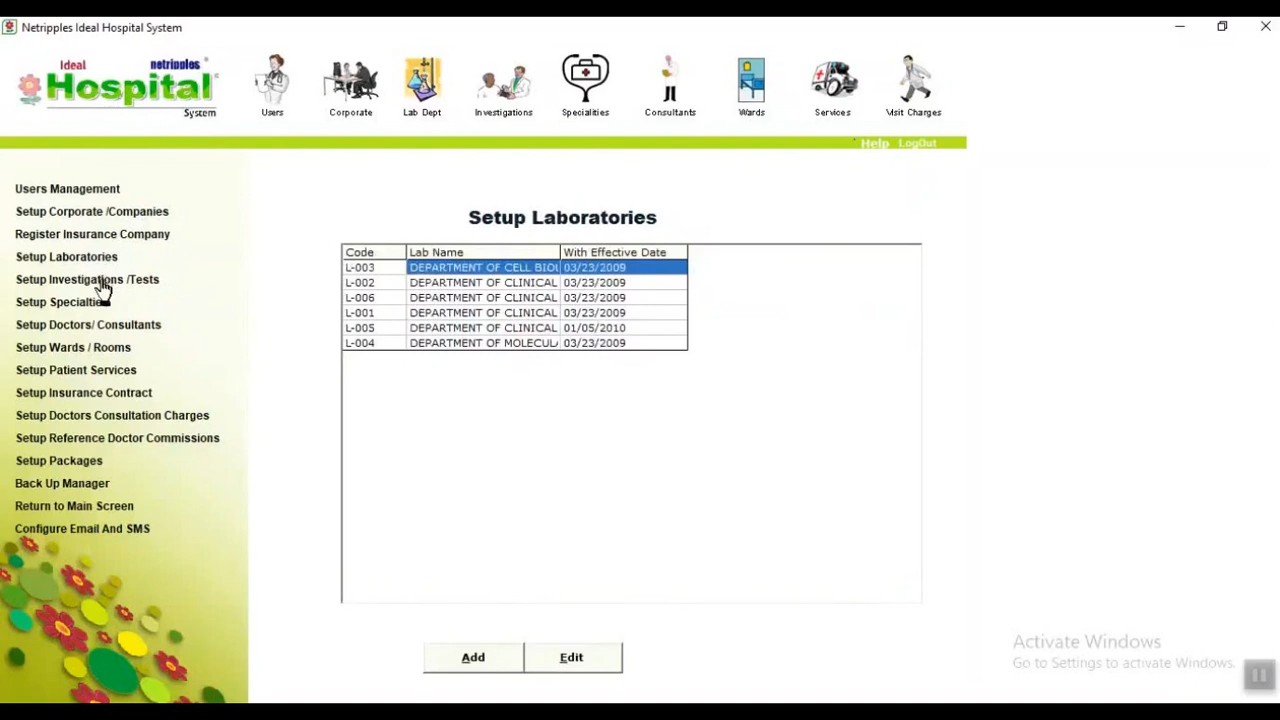 Netripples Ideal Hospital System
Ideal netripples
Hospital
System
Users
Corporate
Lab Dept
Investigations
Specialities
Consultants
Wards
Services
Visit Charges
Help LogOut
Users Management
Setup Corporate /Companies
Register Insurance Company
Setup Laboratories
Setup Investigations /Tests
Setup Specialties
Setup Doctors/ Consultants
Setup Wards / Rooms
Setup Patient Services
Setup Insurance Contract
Setup Doctors Consultation Charges
Setup Reference Doctor Commissions
Setup Packages
Back Up Manager
Return to Main Screen
Configure Email And SMS
Setup Laboratories
Code Lab Name With Effective Date
L-003 DEPARTMENT OF CELL BIOL 03/23/2009
L-002 DEPARTMENT OF CLINICAL 03/23/2009
L-006 DEPARTMENT OF CLINICAL 03/23/2009
L-001 DEPARTMENT OF CLINICAL 03/23/2009
L-005 DEPARTMENT OF CLINICAL 01/05/2010
L-004 DEPARTMENT OF MOLECUL 03/23/2009
Add Edit
Activate Windows
Go to Settings to activate Windows.